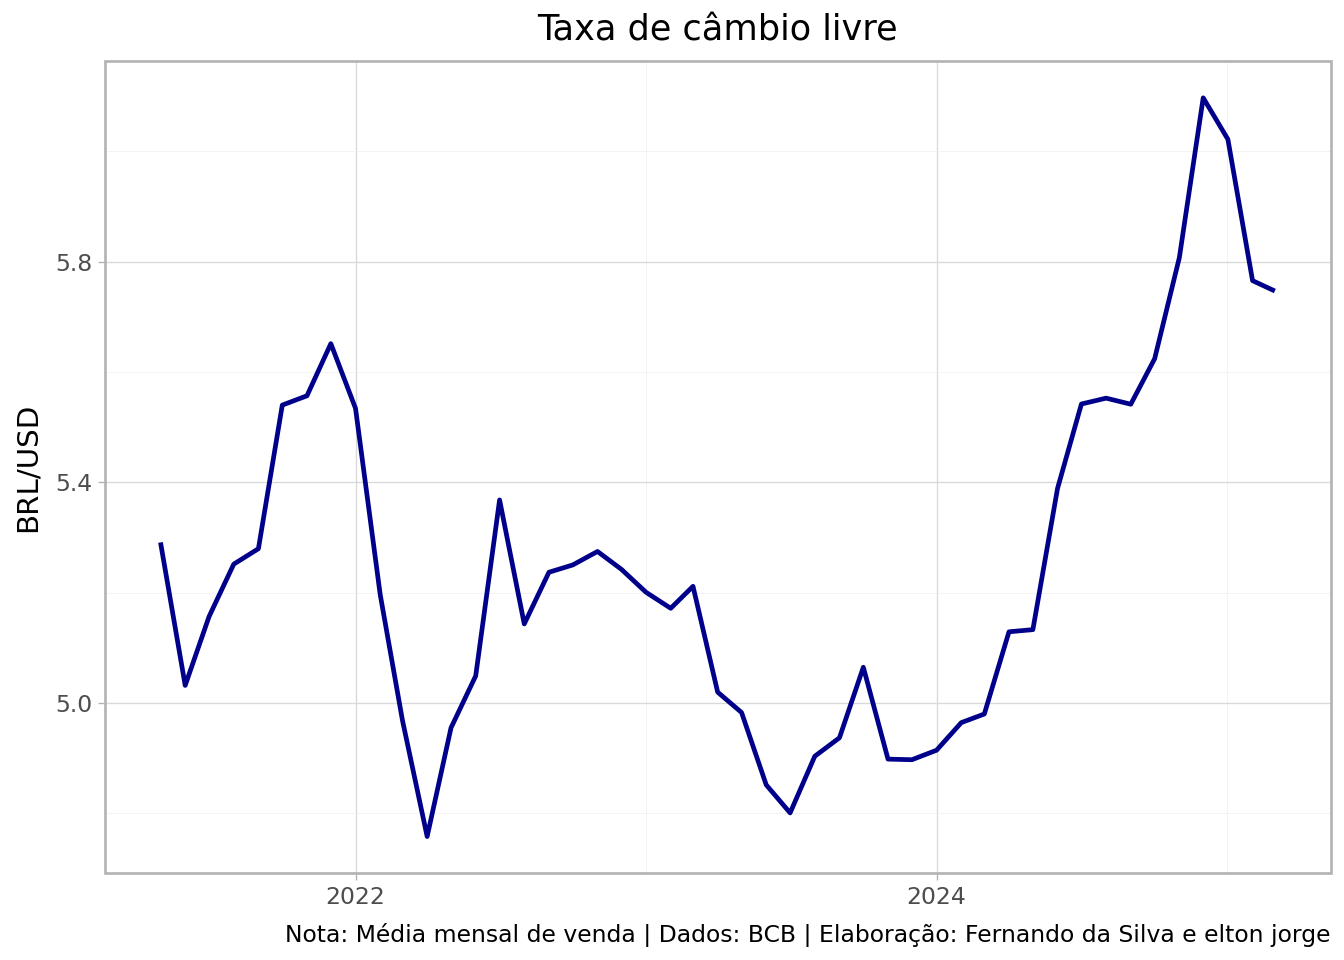 Taxa de câmbio livre
BRL/USD
5.8
5.4
5.0
2022
2024
Nota: Média mensal de venda | Dados: BCB | Elaboração: Fernando da Silva e elton jorge